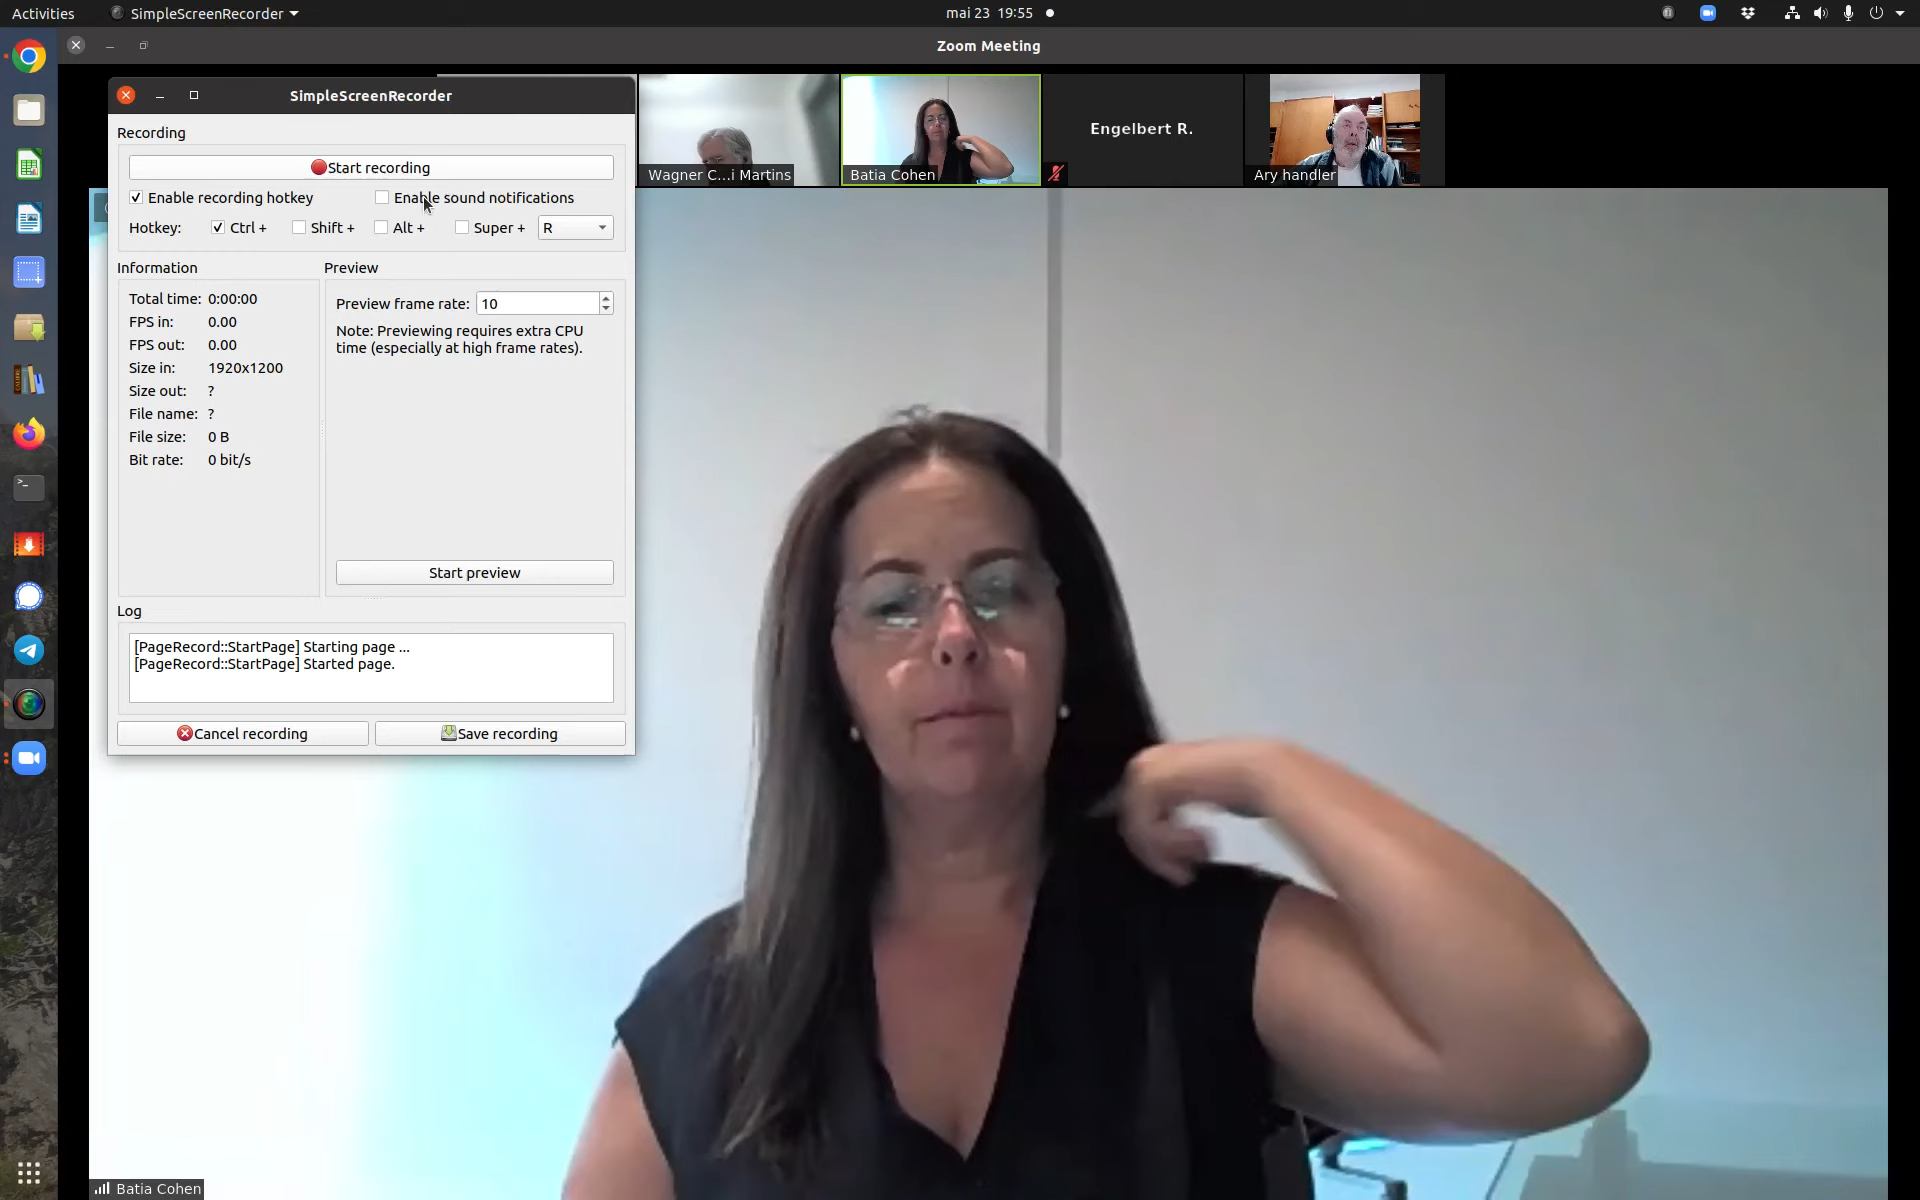 Activities
SimpleScreenRecorder
mai 23 19:55
Zoom Meeting
SimpleScreenRecorder
Recording
Start recording
Enable recording hotkey
Enable sound notifications
Hotkey:
Ctrl +
Shift +
Alt +
Super +
R
Information
Total time: 0:00:00
FPS in: 0.00
FPS out: 0.00
Size in: 1920x1200
Size out: ?
File name: ?
File size: 0 B
Bit rate: 0 bit/s
Preview
Preview frame rate: 10
Note: Previewing requires extra CPU
time (especially at high frame rates).
Start preview
Log
[PageRecord::StartPage] Starting page ...
[PageRecord::StartPage] Started page.
Cancel recording
Save recording
Wagner C...i Martins
Batia Cohen
Engelbert R.
Ary handler
Batia Cohen